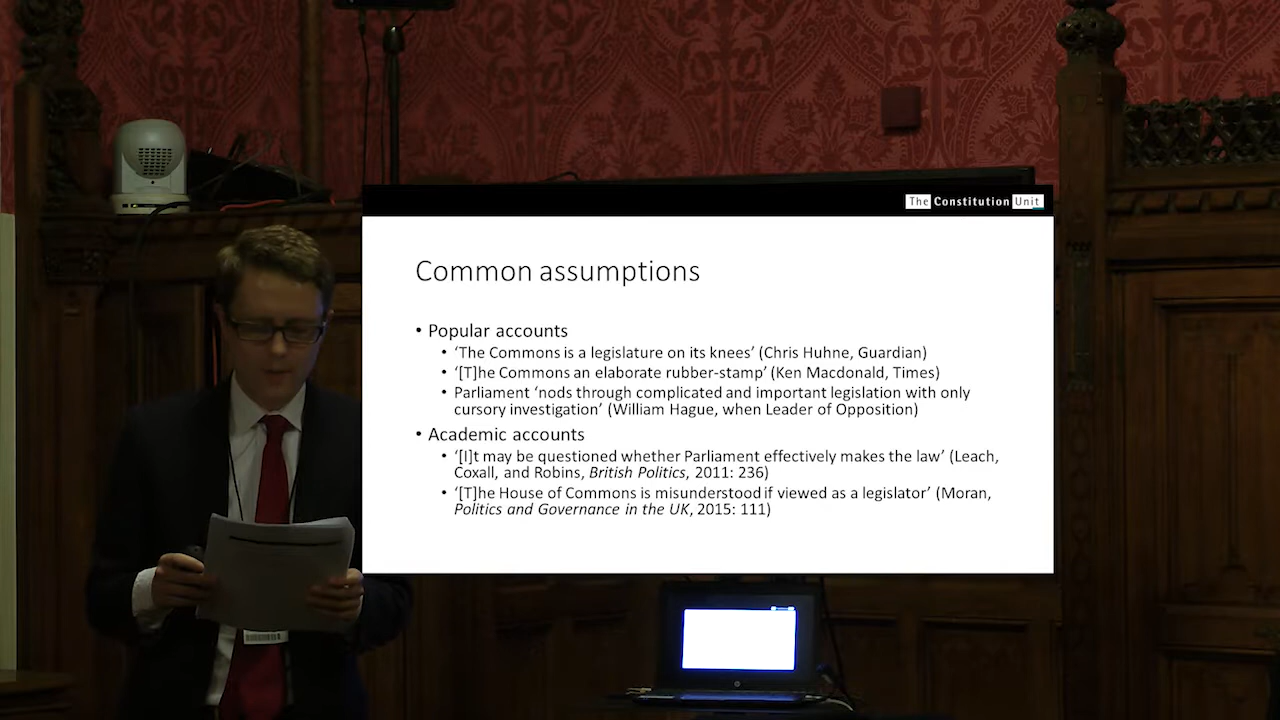 The Constitution Unit
Common assumptions
• Popular accounts
• ‘The Commons is a legislature on its knees’ (Chris Huhne, Guardian)
• ‘[T]he Commons an elaborate rubber-stamp’ (Ken Macdonald, Times)
• Parliament ‘nods through complicated and important legislation with only
cursory investigation’ (William Hague, when Leader of Opposition)
• Academic accounts
• ‘[I]t may be questioned whether Parliament effectively makes the law’ (Leach,
Coxall, and Robins, British Politics, 2011: 236)
• ‘[T]he House of Commons is misunderstood if viewed as a legislator’ (Moran,
Politics and Governance in the UK, 2015: 111)